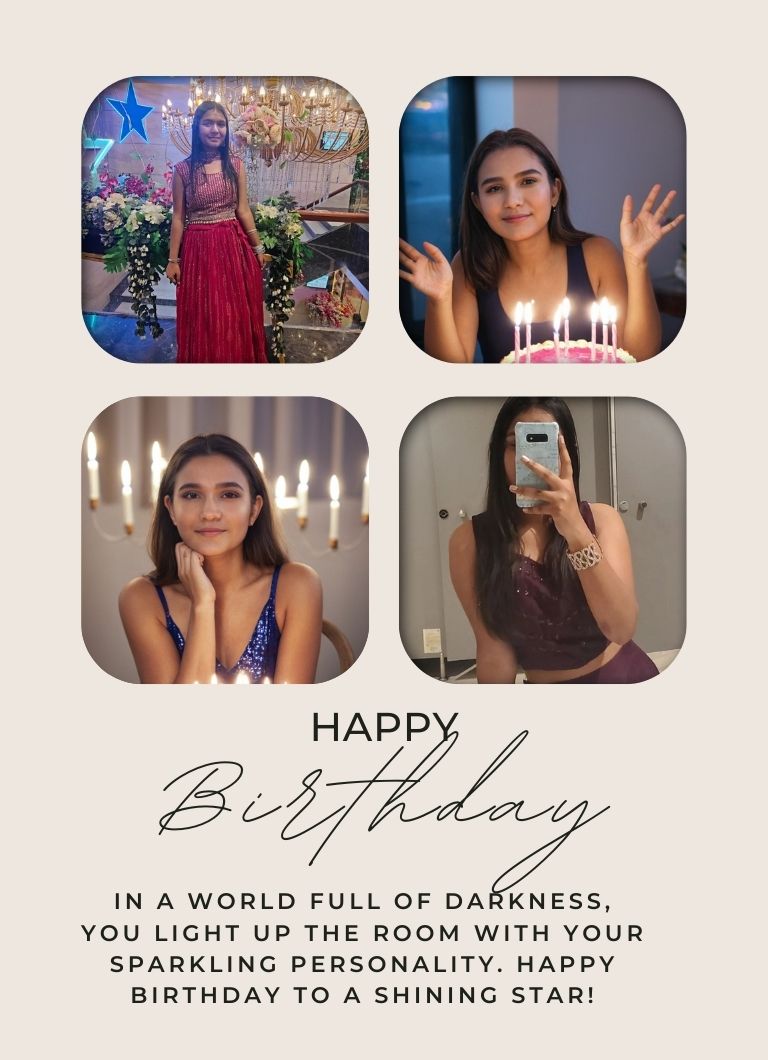 HAPPY
Birthday
IN A WORLD FULL OF DARKNESS,
YOU LIGHT UP THE ROOM WITH YOUR
SPARKLING PERSONALITY. HAPPY
BIRTHDAY TO A SHINING STAR!